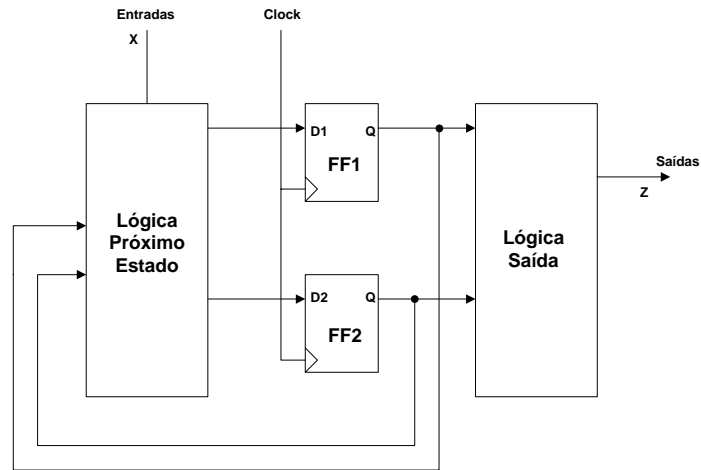 Entradas
X
Clock
D1
Q
FF1
Lógica
Próximo
Estado
D2
Q
FF2
Lógica
Saída
Saídas
Z